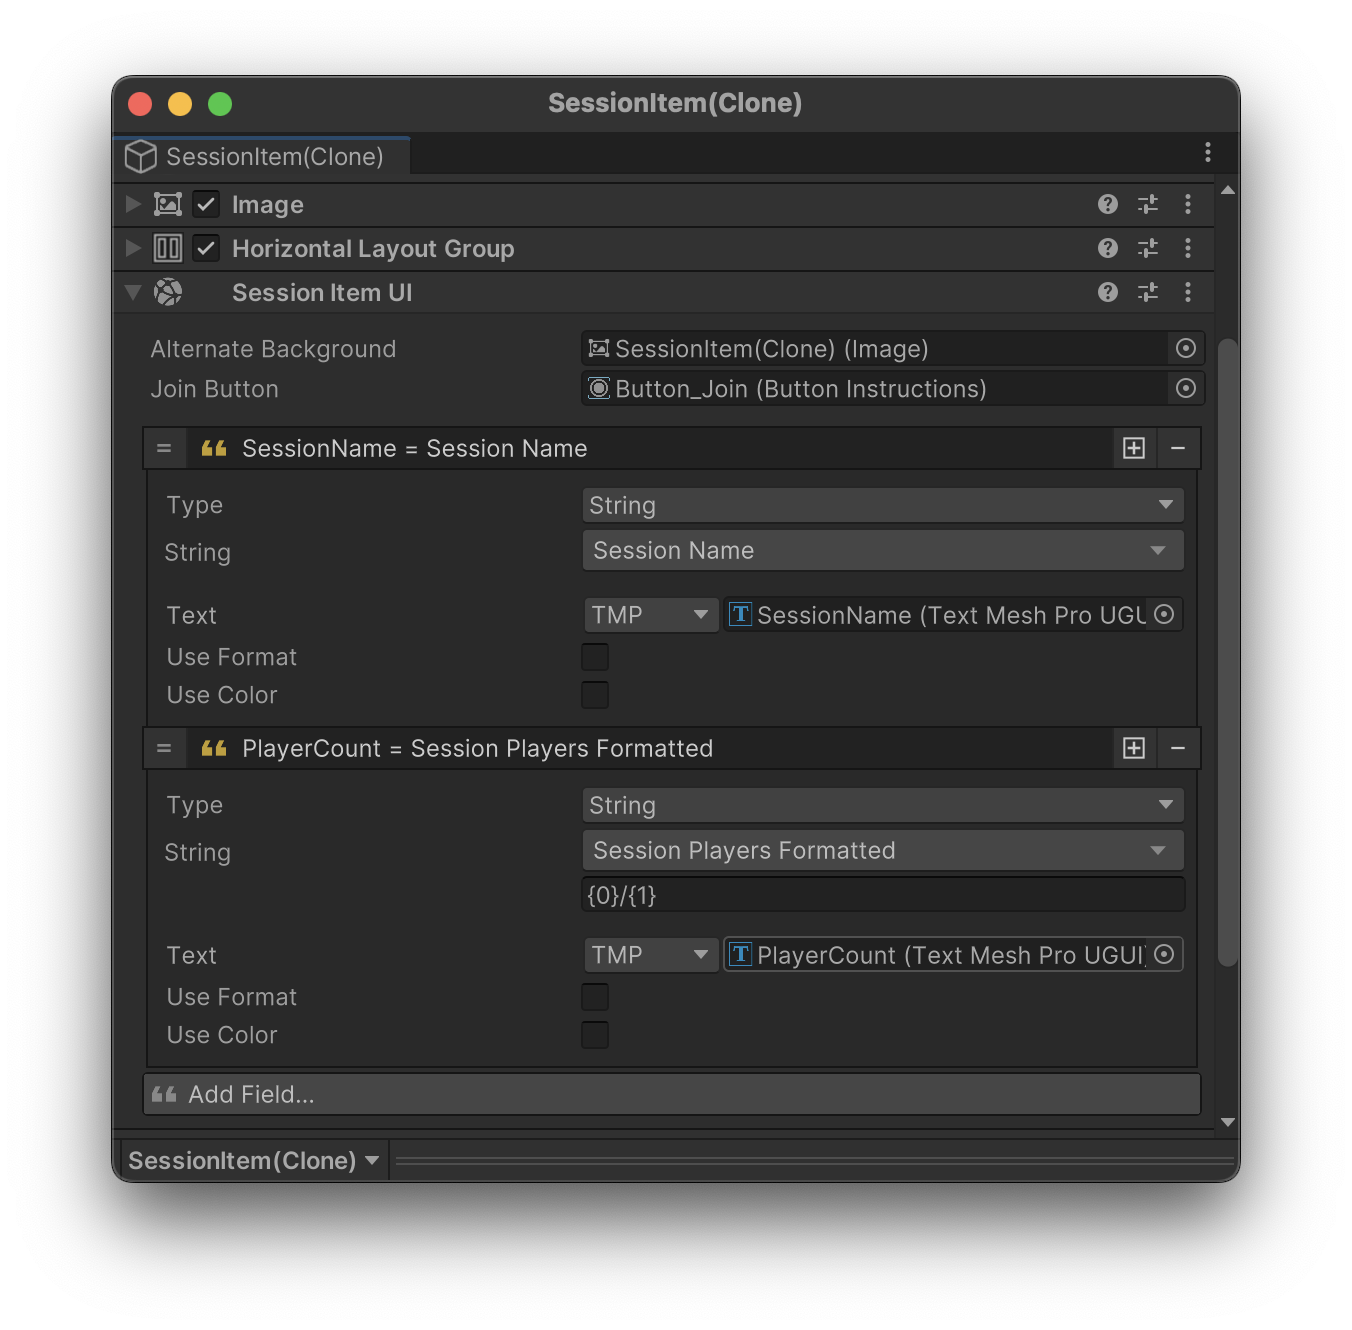 SessionItem(Clone)
SessionItem(Clone)
Image
Horizontal Layout Group
Session Item UI
Alternate Background SessionItem(Clone) (Image)
Join Button Button_Join (Button Instructions)
SessionName = Session Name
Type String
String Session Name
Text TMP SessionName (Text Mesh Pro UGU
Use Format
Use Color
PlayerCount = Session Players Formatted
Type String
String Session Players Formatted
{0}/{1}
Text TMP PlayerCount (Text Mesh Pro UGUI)
Use Format
Use Color
Add Field...
SessionItem(Clone)